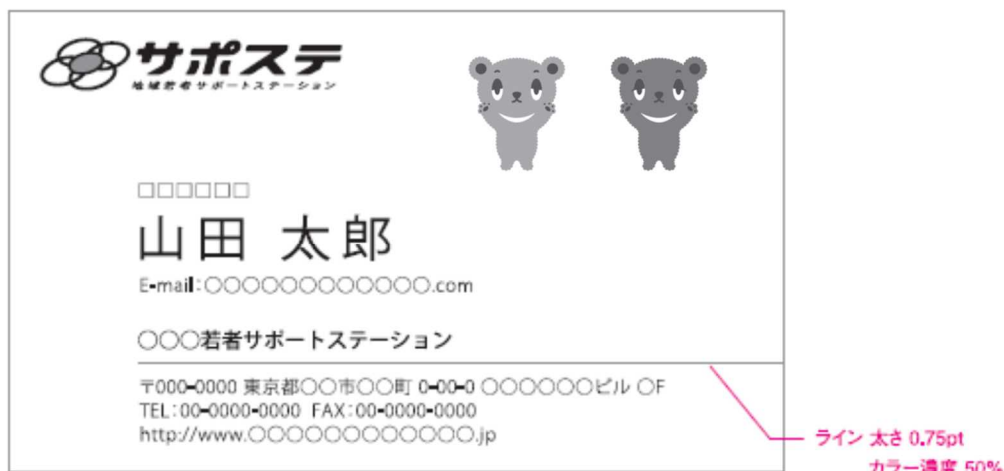 サポステ
地域若者サポートステーション
□□□□□□
山田 太郎
E-mail:○○○○○○○○○○○○.com
○○○若者サポートステーション
〒000-0000 東京都○○市○○町 0-00-0 ○○○○○○ビル ○F
TEL:00-0000-0000 FAX:00-0000-0000
http://www.○○○○○○○○○○○○.jp
ライン 太さ 0.75pt
カラー濃度 50%